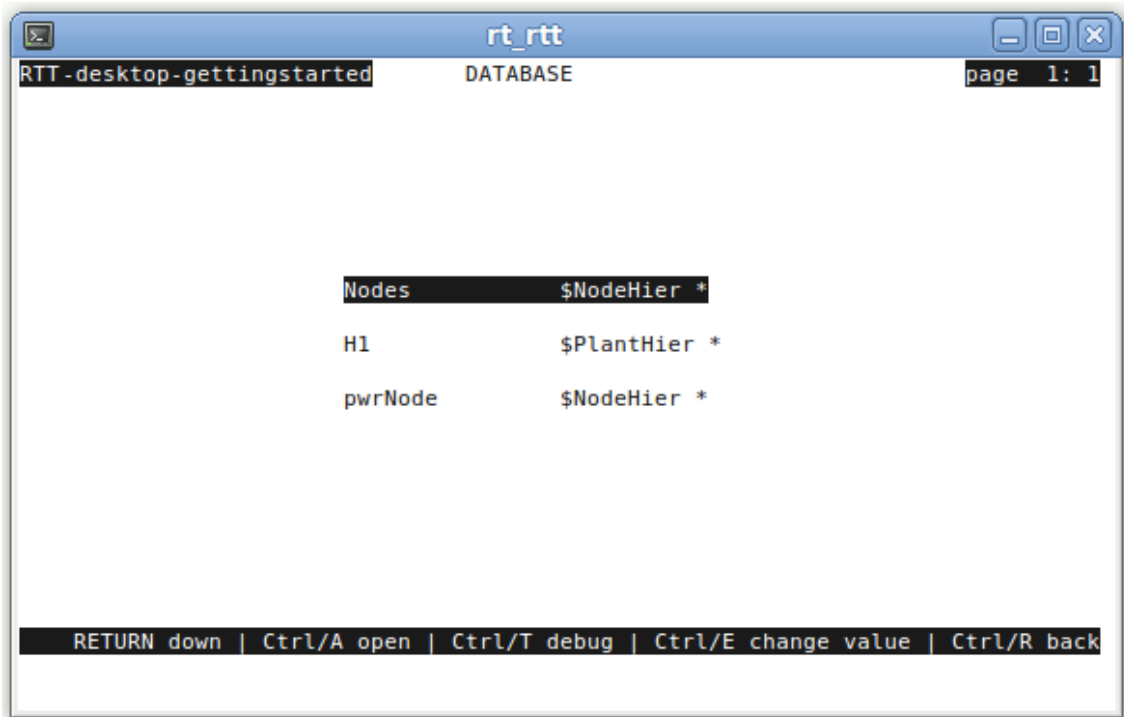 rt_rtt
RTT-desktop-gettingstarted DATABASE page 1: 1
Nodes $NodeHier *
H1 $PlantHier *
pwrNode $NodeHier *
RETURN down | Ctrl/A open | Ctrl/T debug | Ctrl/E change value | Ctrl/R back